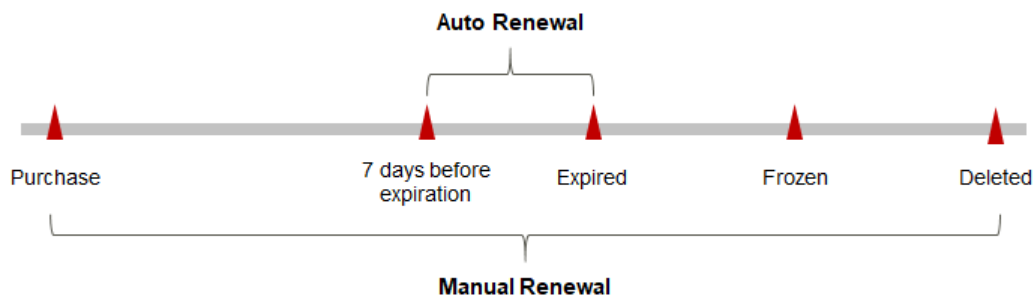 Auto Renewal
Purchase
7 days before
expiration
Expired
Frozen
Deleted
Manual Renewal